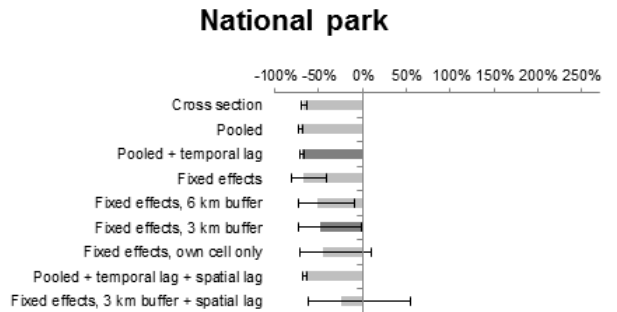 National park
-100% -50% 0% 50% 100% 150% 200% 250%
Cross section
Pooled
Pooled + temporal lag
Fixed effects
Fixed effects, 6 km buffer
Fixed effects, 3 km buffer
Fixed effects, own cell only
Pooled + temporal lag + spatial lag
Fixed effects, 3 km buffer + spatial lag